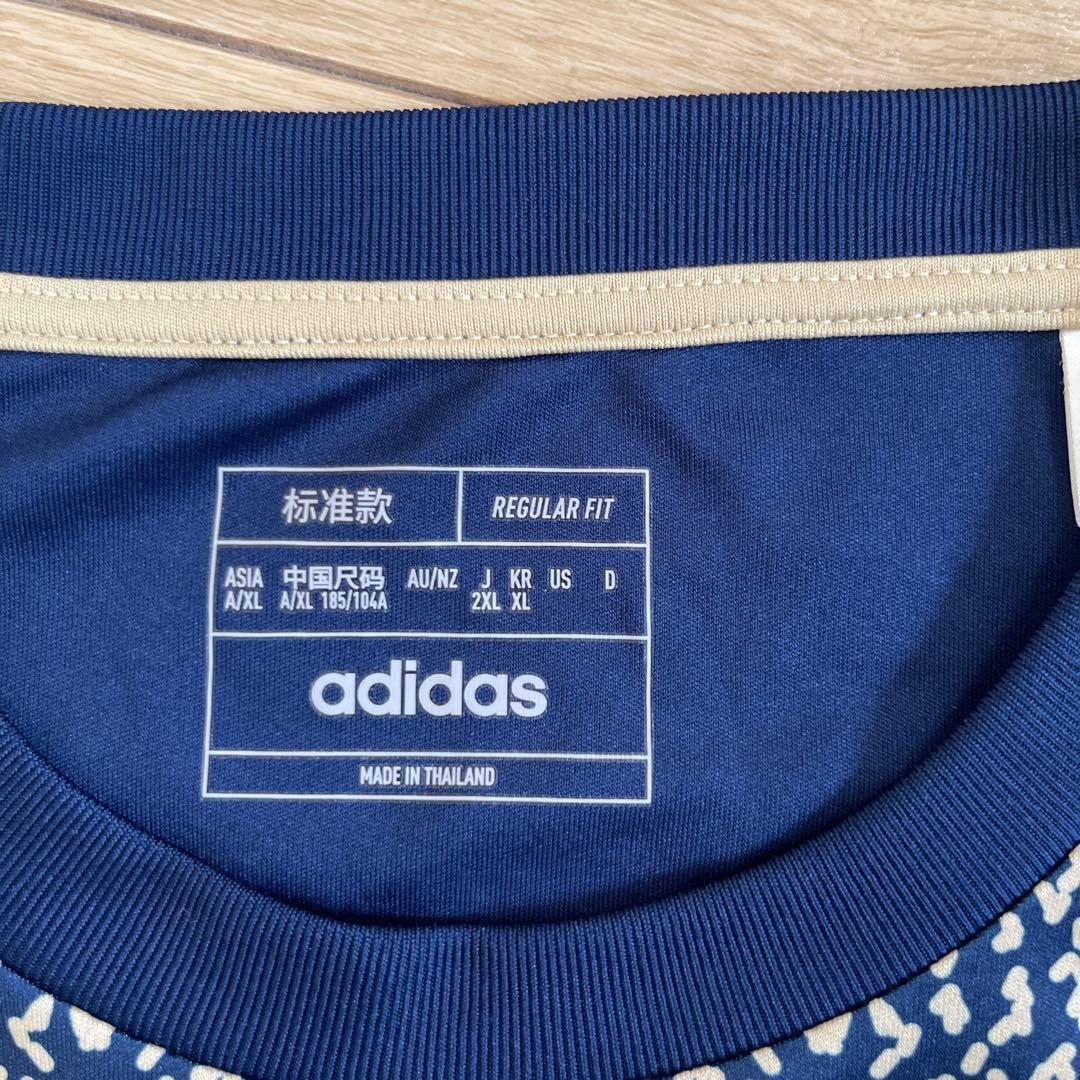 标准款 REGULAR FIT
ASIA 中国尺码 AU/NZ J KR US D
A/XL A/XL 185/104A 2XL XL
adidas
MADE IN THAILAND